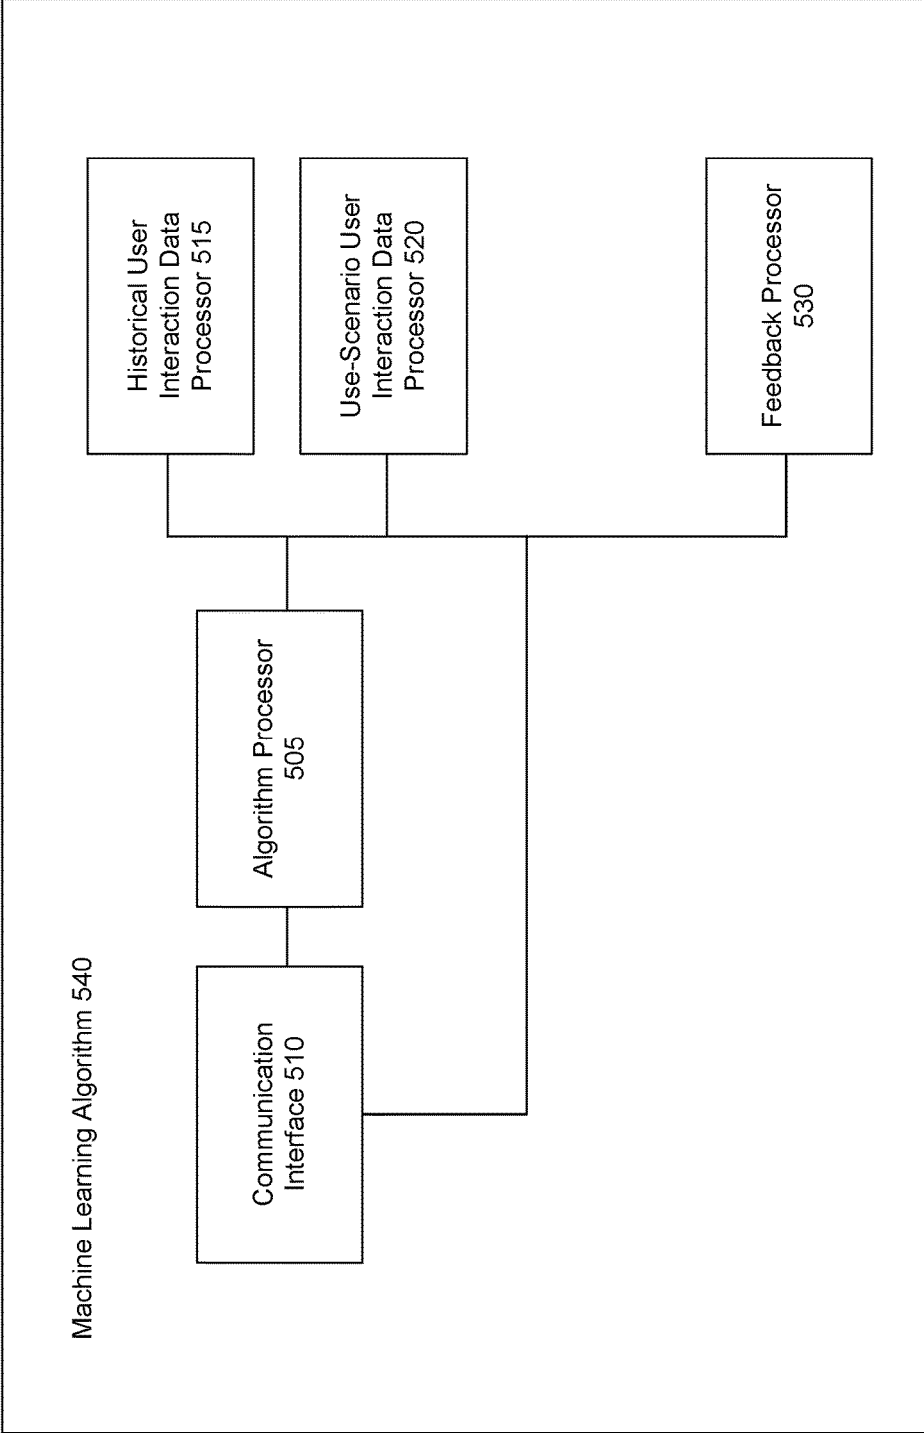 Machine Learning Algorithm 540
Communication
Interface 510
Algorithm Processor
505
Historical User
Interaction Data
Processor 515
Use-Scenario User
Interaction Data
Processor 520
Feedback Processor
530